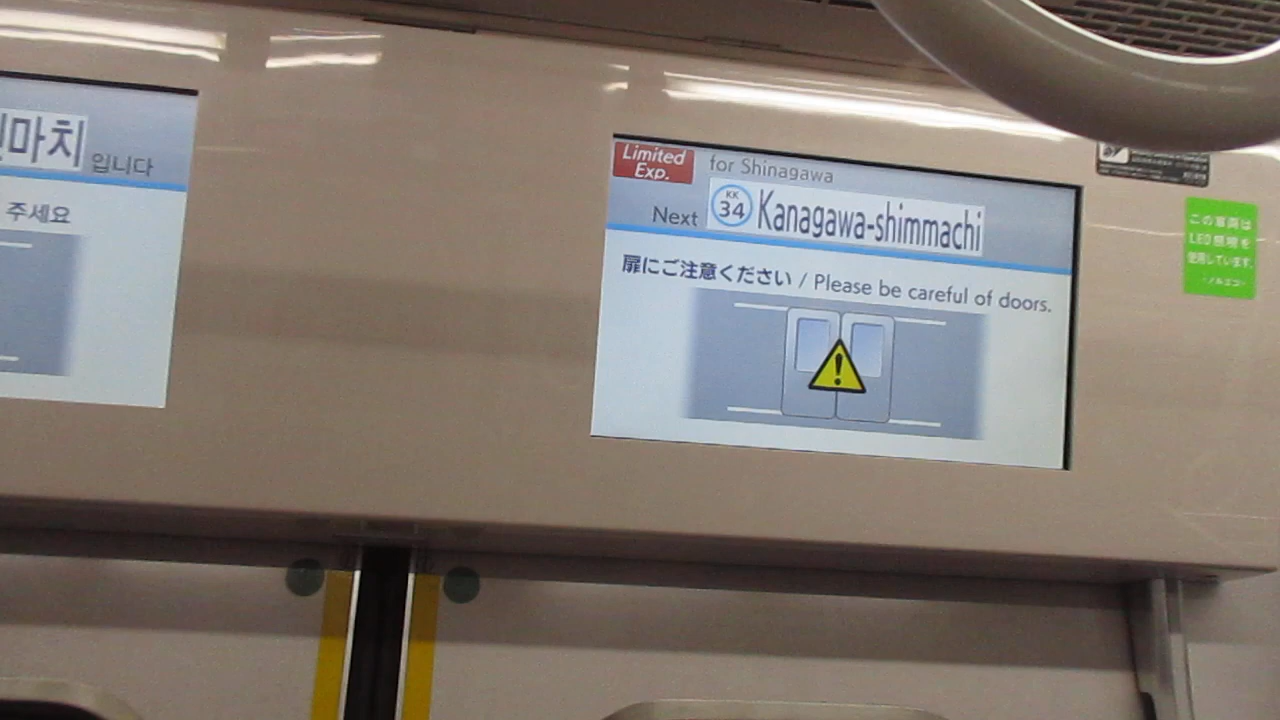 마치 입니다
주세요
Limited Exp.
for Shinagawa
Next KK 34 Kanagawa-shimmachi
扉にご注意ください / Please be careful of doors.
この車両は
LED照明を
使用しています。